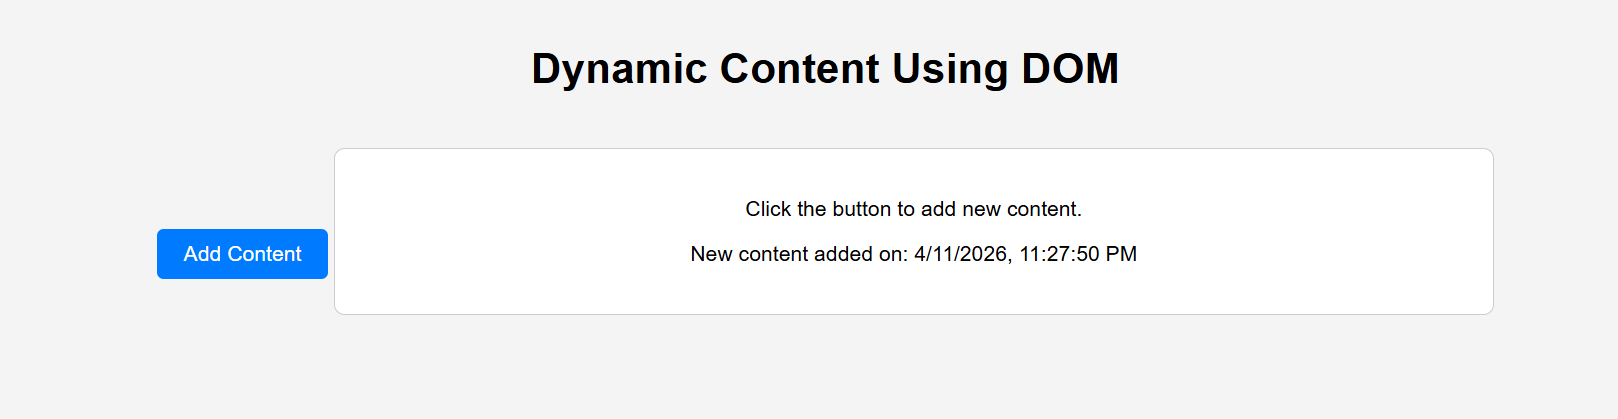 Dynamic Content Using DOM
Click the button to add new content.
Add Content
New content added on: 4/11/2026, 11:27:50 PM